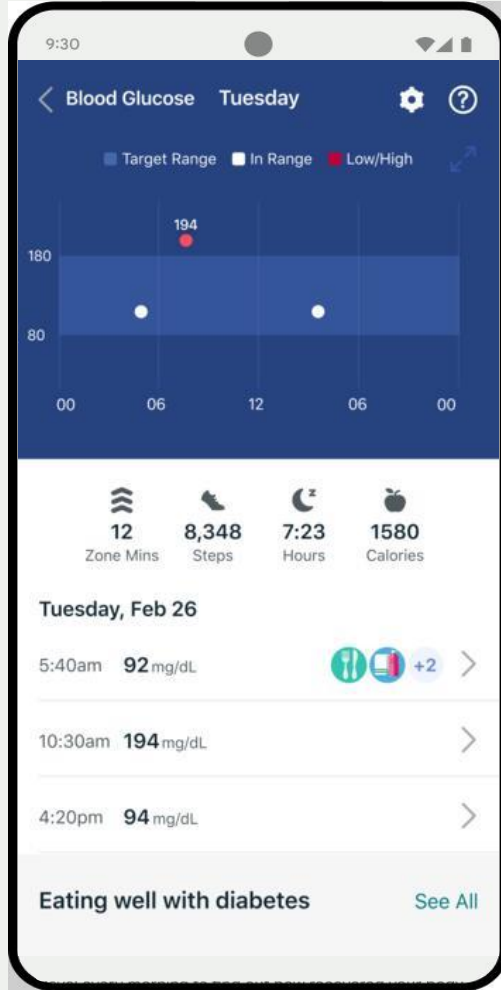 9:30
Blood Glucose Tuesday
Target Range In Range Low/High
194
180
80
00 06 12 06 00
12 8,348 7:23 1580
Zone Mins Steps Hours Calories
Tuesday, Feb 26
5:40am 92 mg/dL +2
10:30am 194 mg/dL
4:20pm 94 mg/dL
Eating well with diabetes See All